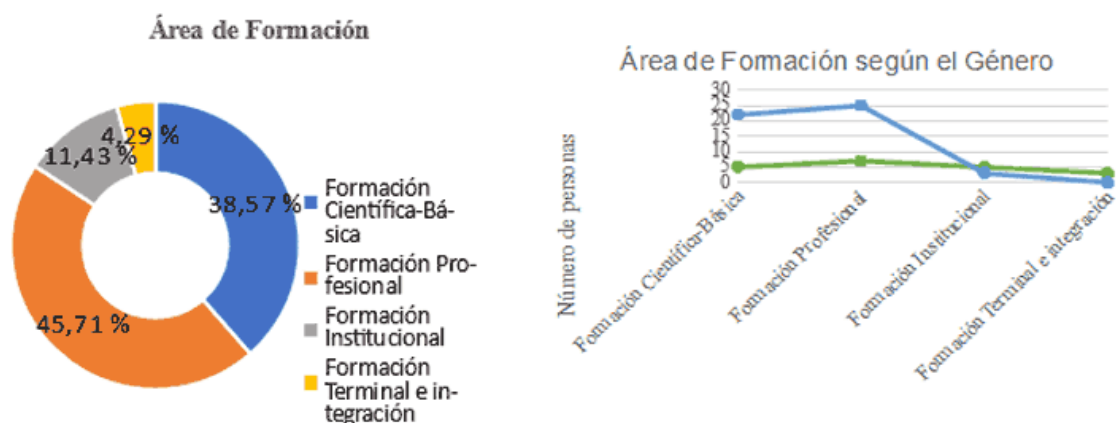 Área de Formación
4,29 %
11,43 %
38,57 %
45,71 %
Formación
Científica-Bá-
sica
Formación Pro-
fesional
Formación
Institucional
Formación
Terminal e in-
tegración
Área de Formación según el Género
Número de personas
30
25
20
15
10
5
0
Formación Científica-Básica
Formación Profesional
Formación Institucional
Formación Terminal e integración